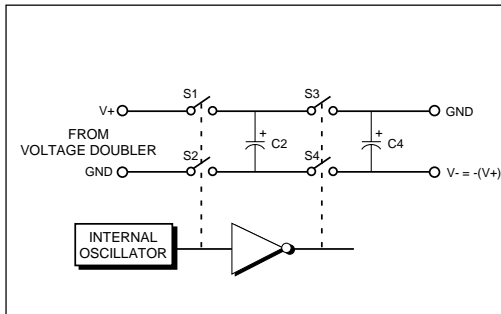 S1
S3
V+
GND
FROM
VOLTAGE DOUBLER
+
C2
+
C4
S2
S4
GND
V- = -(V+)
INTERNAL
OSCILLATOR